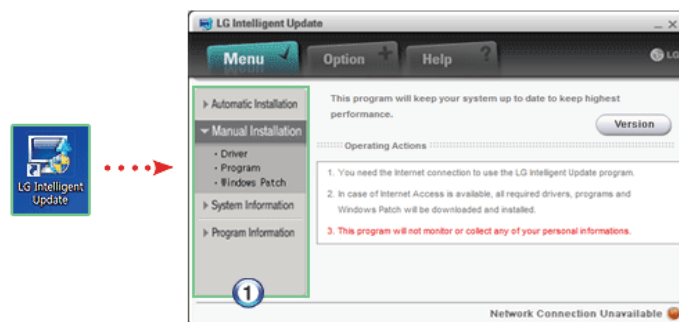 LG Intelligent
Update
LG Intelligent Update
Menu
Option
Help
LG
Automatic Installation
Manual Installation
· Driver
· Program
· Windows Patch
System Information
Program Information
1
This program will keep your system up to date to keep highest
performance.
Version
Operating Actions
1. You need the Internet connection to use the LG Intelligent Update program.
2. In case of Internet Access is available, all required drivers, programs and
Windows Patch will be downloaded and installed.
3. This program will not monitor or collect any of your personal informations.
Network Connection Unavailable